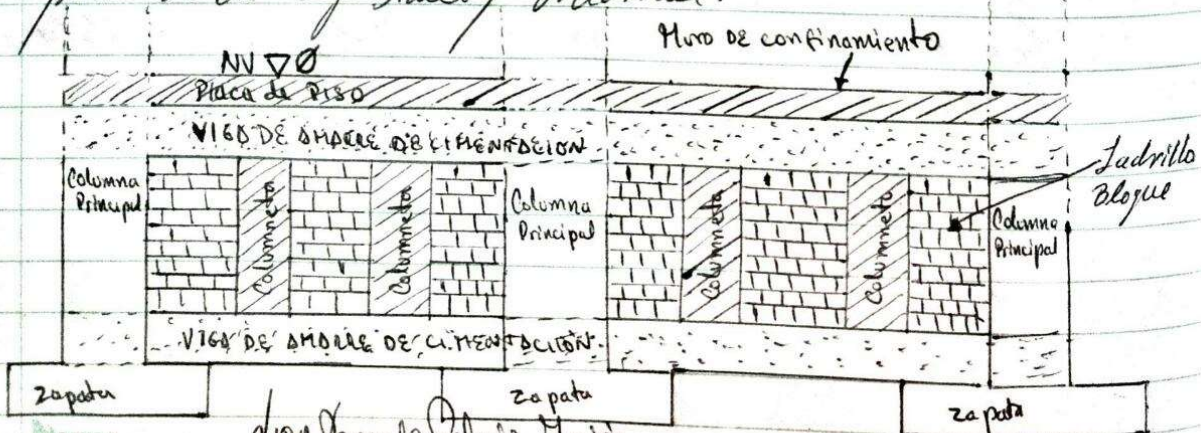 Muro DE confinamiento
NV ▽ Ø
Placa de PISO
VIGA DE AMARRE DE CIMENTACION
Ladrillo
Bloque
Columna
Principal
Columneta
Columneta
Columna
Principal
Columneta
Columneta
Columna
Principal
VIGA DE AMARRE DE CIMENTACIÓN
Zapata
Zapata
Zapata